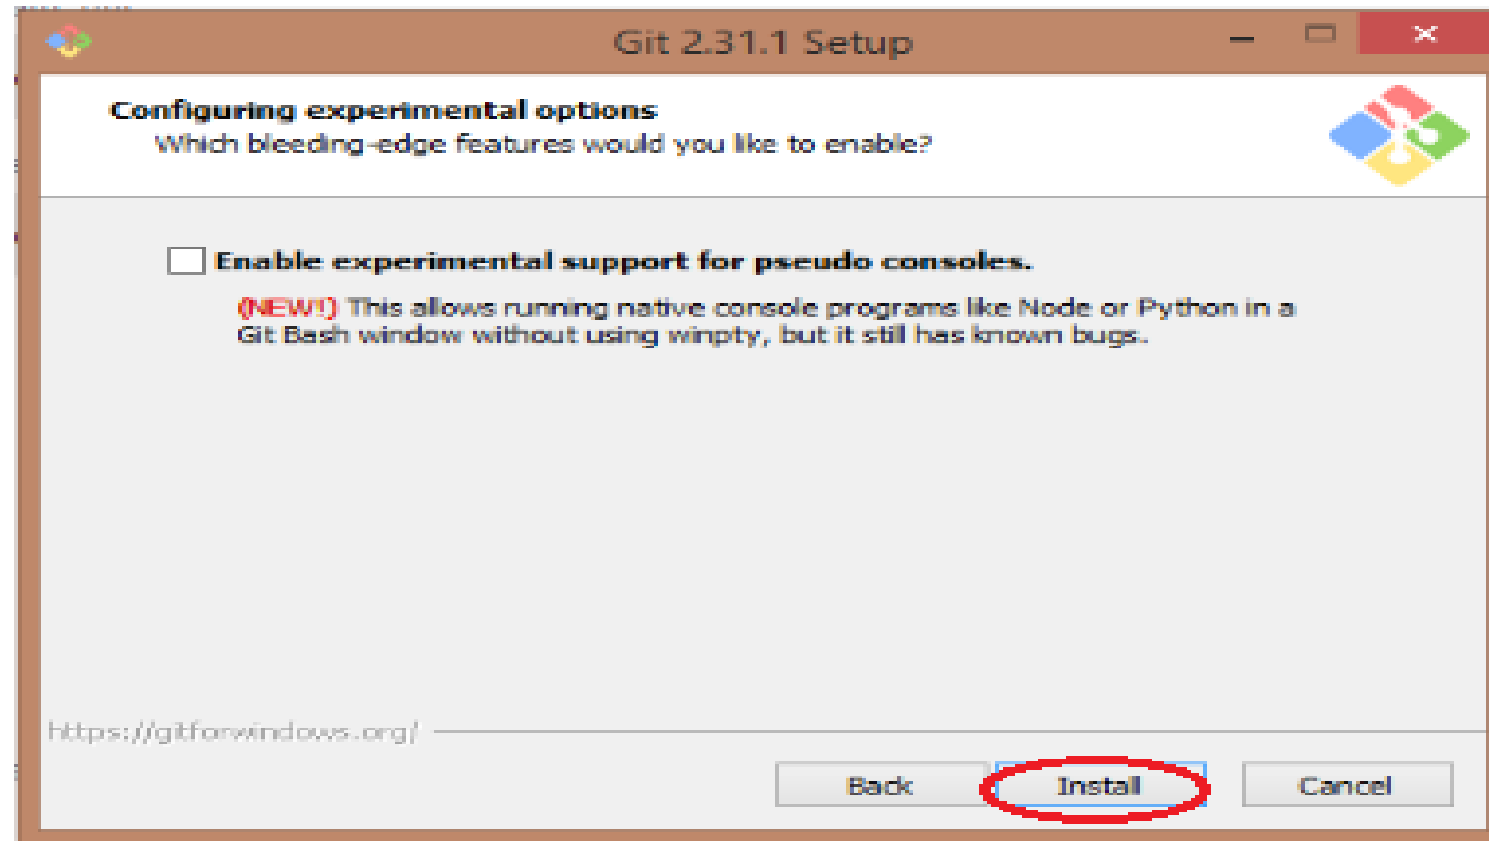 Git 2.31.1 Setup
Configuring experimental options
Which bleeding-edge features would you like to enable?
Enable experimental support for pseudo consoles.
(NEW!) This allows running native console programs like Node or Python in a
Git Bash window without using winpty, but it still has known bugs.
https://gitforwindows.org/
Back Install Cancel